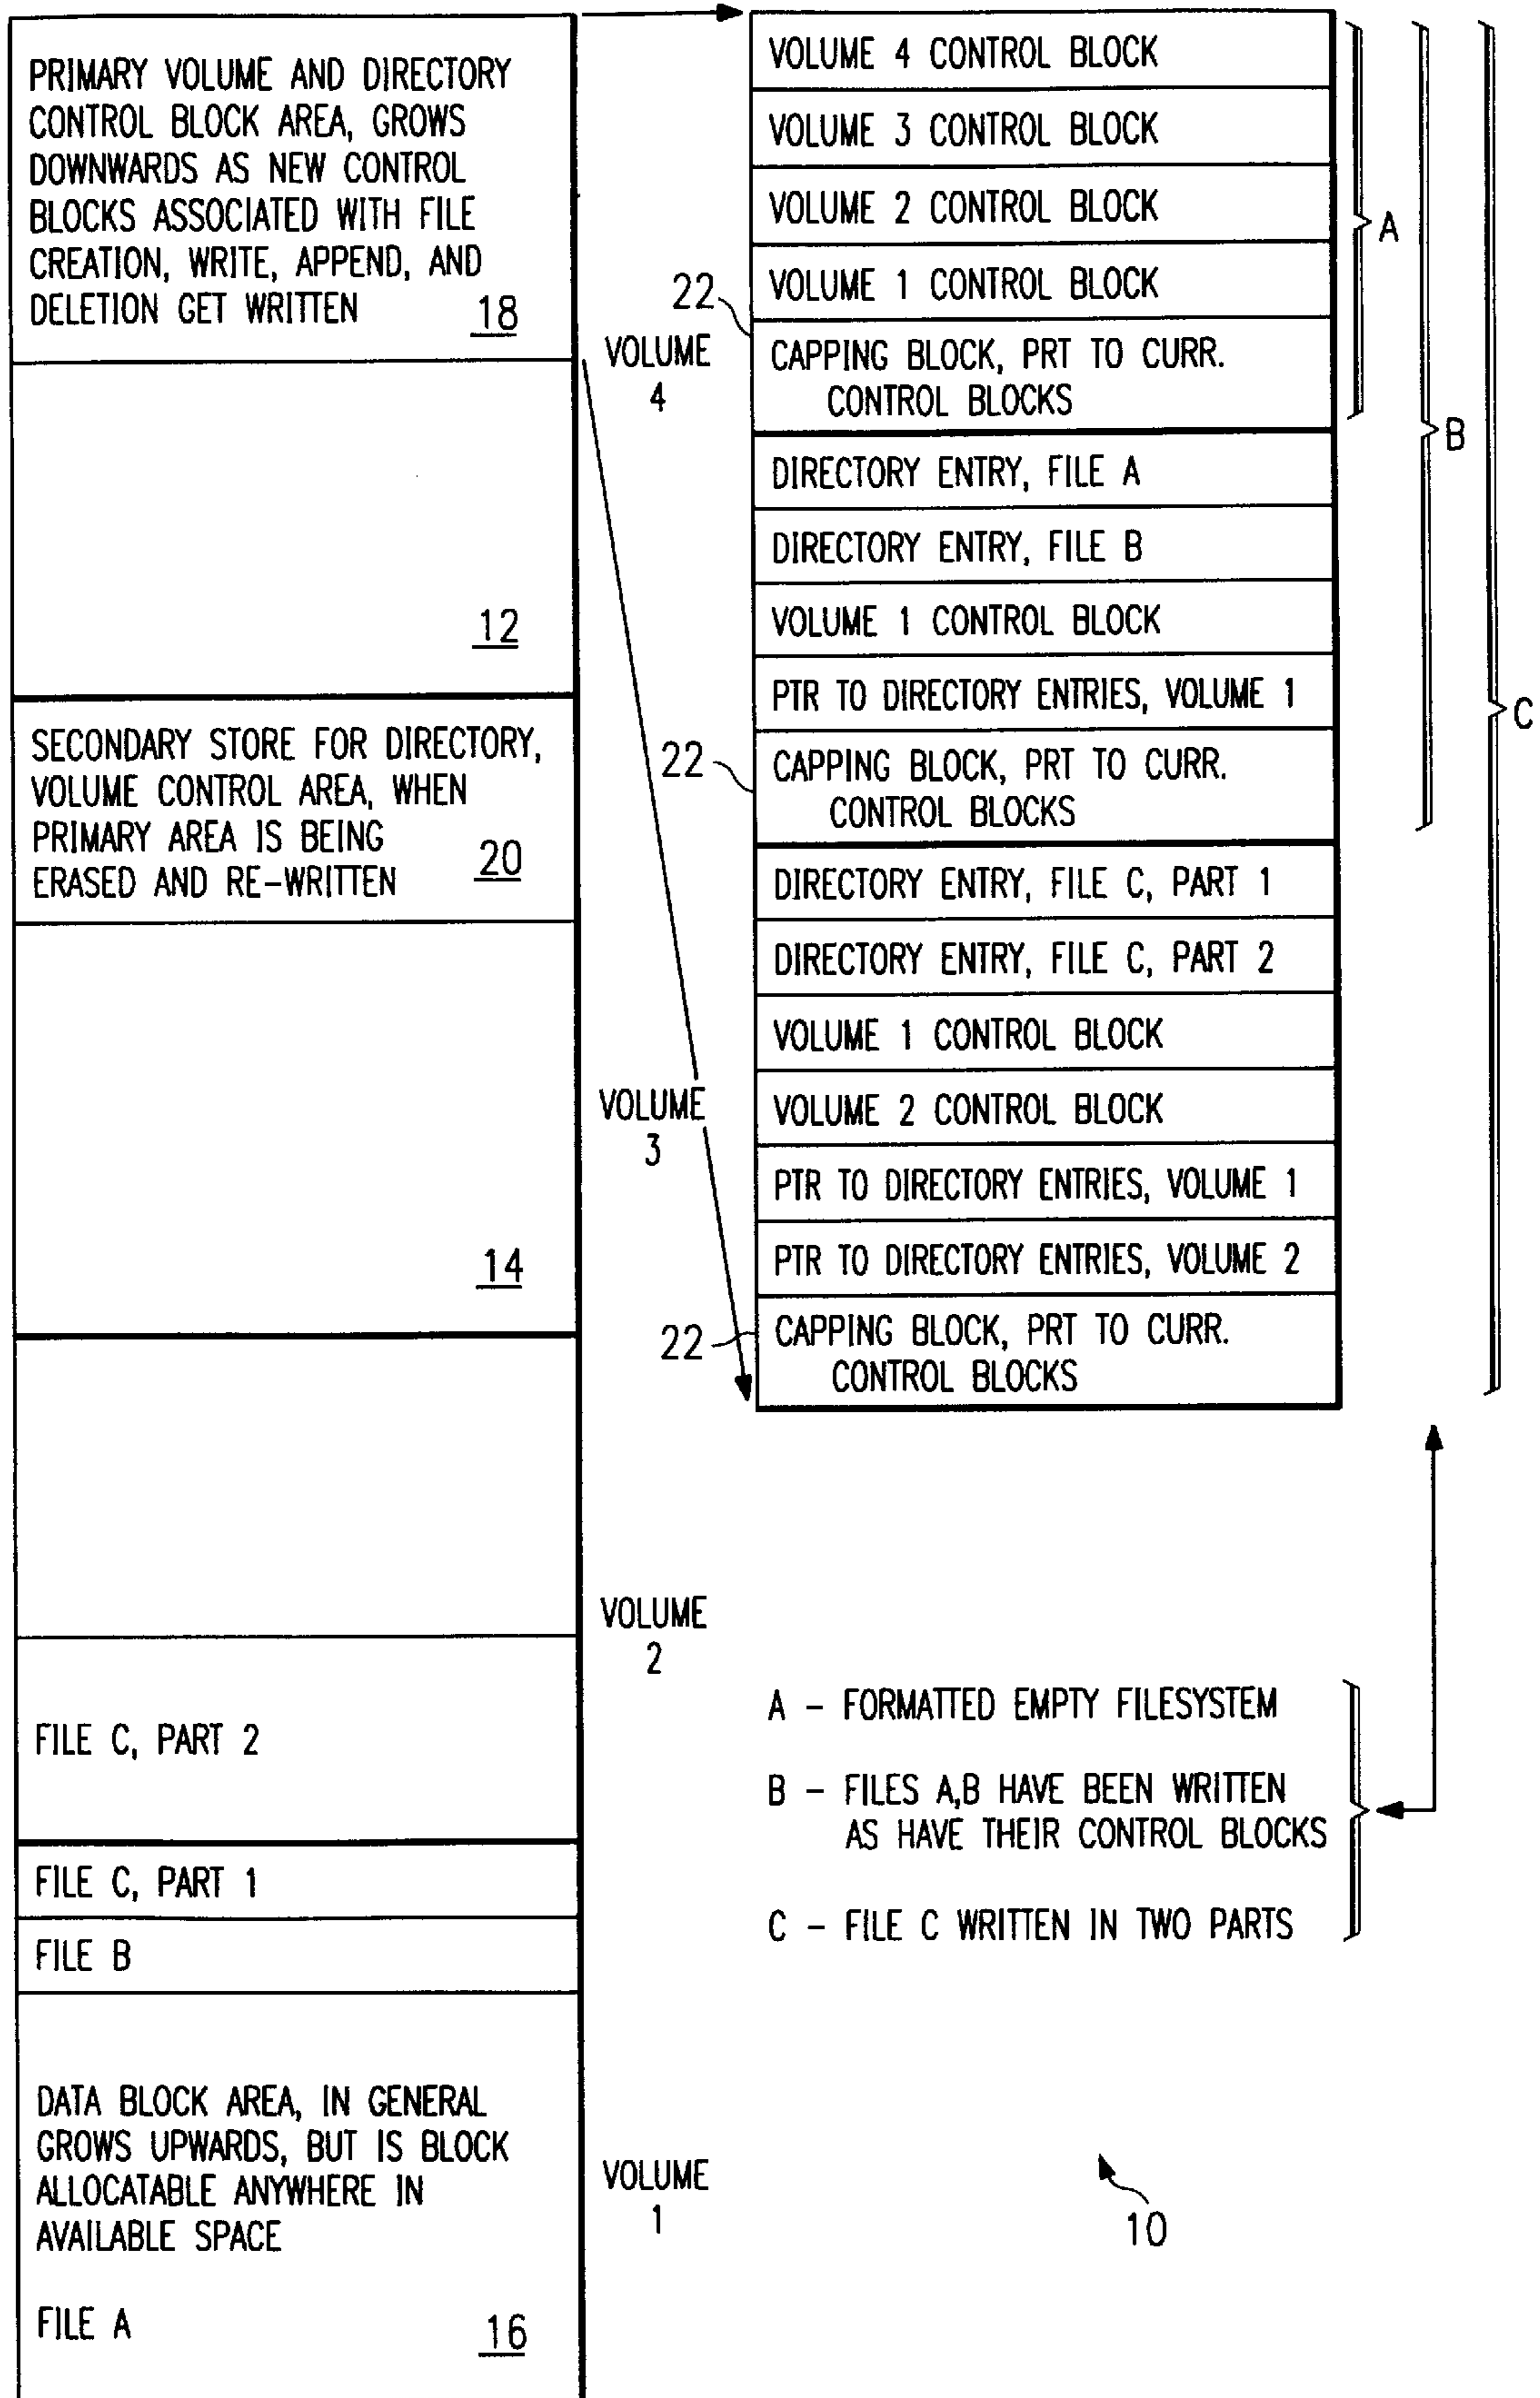 PRIMARY VOLUME AND DIRECTORY
CONTROL BLOCK AREA, GROWS
DOWNWARDS AS NEW CONTROL
BLOCKS ASSOCIATED WITH FILE
CREATION, WRITE, APPEND, AND
DELETION GET WRITTEN
18
12
SECONDARY STORE FOR DIRECTORY,
VOLUME CONTROL AREA, WHEN
PRIMARY AREA IS BEING
ERASED AND RE-WRITTEN
20
14
FILE C, PART 2
FILE C, PART 1
FILE B
DATA BLOCK AREA, IN GENERAL
GROWS UPWARDS, BUT IS BLOCK
ALLOCATABLE ANYWHERE IN
AVAILABLE SPACE
FILE A
16
VOLUME
4
VOLUME
3
VOLUME
2
VOLUME
1
VOLUME 4 CONTROL BLOCK
VOLUME 3 CONTROL BLOCK
VOLUME 2 CONTROL BLOCK
VOLUME 1 CONTROL BLOCK
22
CAPPING BLOCK, PRT TO CURR.
CONTROL BLOCKS
DIRECTORY ENTRY, FILE A
DIRECTORY ENTRY, FILE B
VOLUME 1 CONTROL BLOCK
PTR TO DIRECTORY ENTRIES, VOLUME 1
22
CAPPING BLOCK, PRT TO CURR.
CONTROL BLOCKS
DIRECTORY ENTRY, FILE C, PART 1
DIRECTORY ENTRY, FILE C, PART 2
VOLUME 1 CONTROL BLOCK
VOLUME 2 CONTROL BLOCK
PTR TO DIRECTORY ENTRIES, VOLUME 1
PTR TO DIRECTORY ENTRIES, VOLUME 2
22
CAPPING BLOCK, PRT TO CURR.
CONTROL BLOCKS
A
B
C
A - FORMATTED EMPTY FILESYSTEM
B - FILES A,B HAVE BEEN WRITTEN
AS HAVE THEIR CONTROL BLOCKS
C - FILE C WRITTEN IN TWO PARTS
10